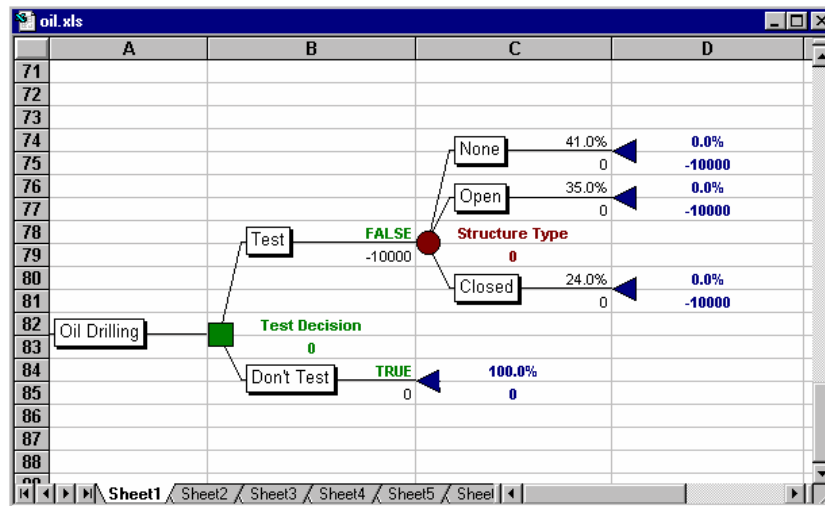 oil.xls
A B C D
71
72
73
74 None 41.0% 0.0%
75 0 -10000
76 Open 35.0% 0.0%
77 0 -10000
78 Test FALSE Structure Type
79 -10000 0
80 Closed 24.0% 0.0%
81 0 -10000
82 Oil Drilling Test Decision
83 0
84 Don't Test TRUE 100.0%
85 0 0
86
87
88
Sheet1 Sheet2 Sheet3 Sheet4 Sheet5 Sheel